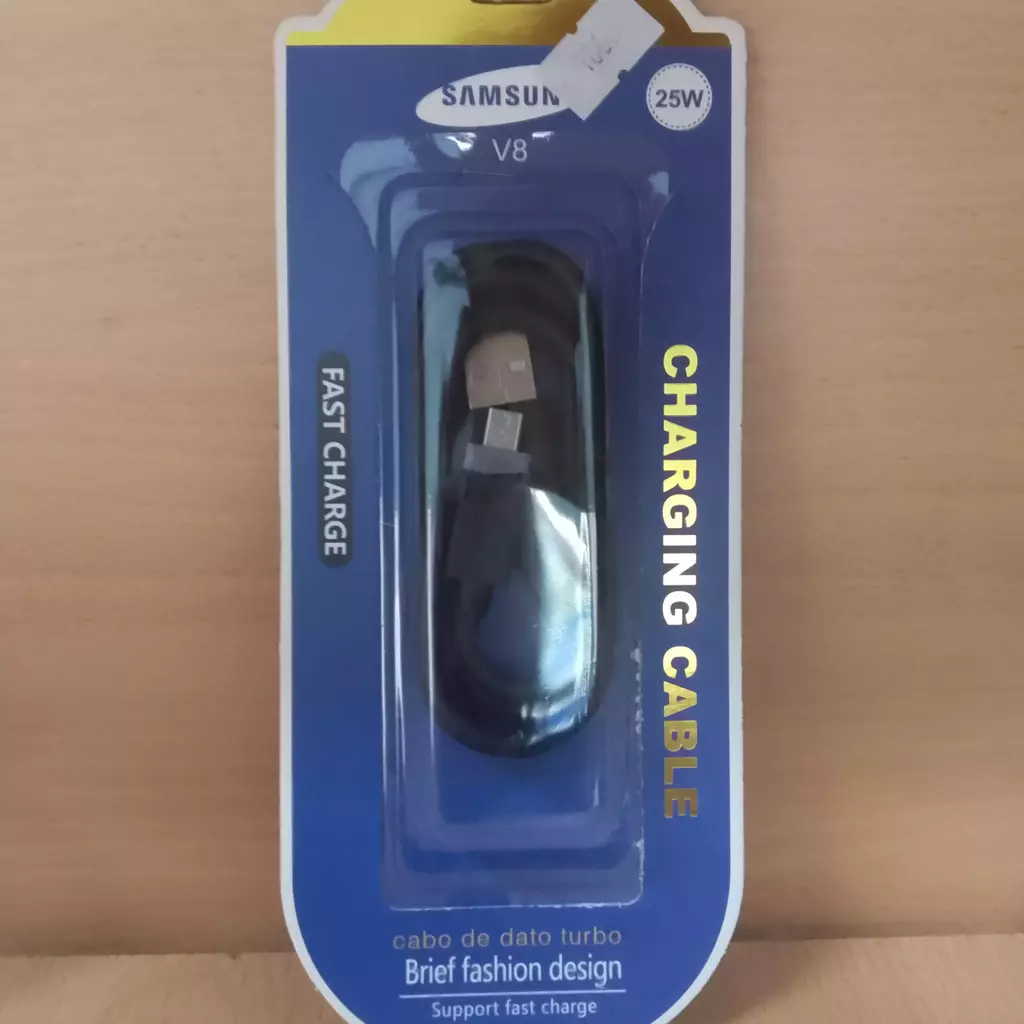 SAMSUN
25W
V8
FAST CHARGE
CHARGING CABLE
cabo de dato turbo
Brief fashion design
Support fast charge